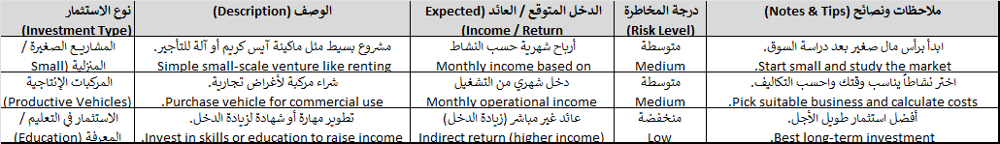 نوع الاستثمار
(Investment Type)
الوصف (Description)
الدخل المتوقع / العائد (Expected
Income / Return)
درجة المخاطرة
(Risk Level)
ملاحظات ونصائح (Notes & Tips)
المشاريع الصغيرة /
المنزلية (Small
مشروع بسيط مثل ماكينة آيس كريم أو آلة للتأجير.
Simple small-scale venture like renting
أرباح شهرية حسب النشاط
Monthly income based on
متوسطة
Medium
ابدأ برأس مال صغير بعد دراسة السوق.
Start small and study the market.
المركبات الإنتاجية
(Productive Vehicles)
شراء مركبة لأغراض تجارية.
Purchase vehicle for commercial use.
دخل شهري من التشغيل
Monthly operational income
متوسطة
Medium
اختر نشاطًا يناسب وقتك واحسب التكاليف.
Pick suitable business and calculate costs.
الاستثمار في التعليم /
المعرفة (Education)
تطوير مهارة أو شهادة لزيادة الدخل.
Invest in skills or education to raise income.
عائد غير مباشر (زيادة الدخل)
Indirect return (higher income)
منخفضة
Low
أفضل استثمار طويل الأجل.
Best long-term investment.